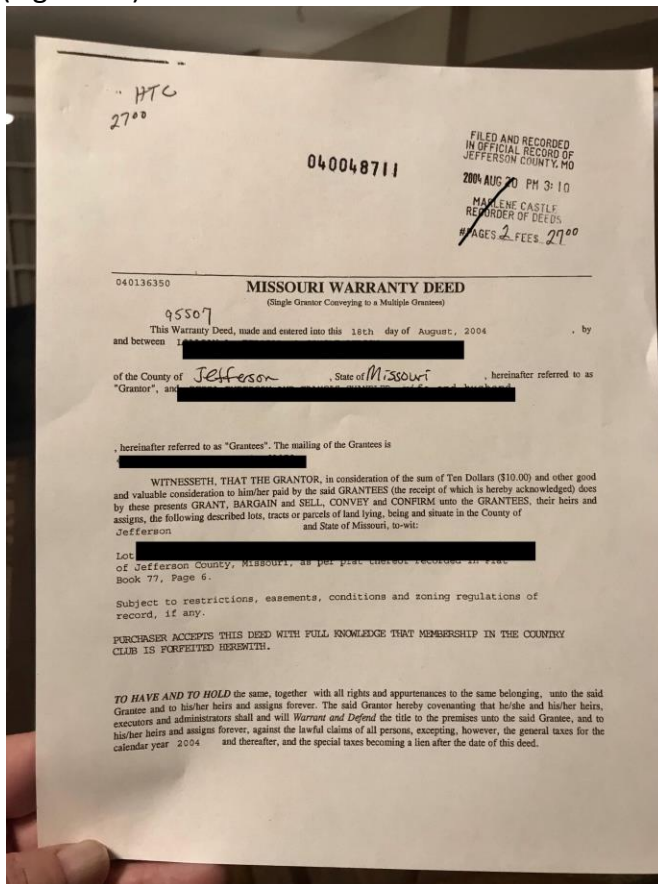 HTC
27⁰⁰
040048711
FILED AND RECORDED
IN OFFICIAL RECORD OF
JEFFERSON COUNTY, MO
2004 AUG 20 PM 3:10
MARLENE CASTLE
RECORDER OF DEEDS
#PAGES 2 FEES 27⁰⁰
040136350
MISSOURI WARRANTY DEED
(Single Grantor Conveying to a Multiple Grantees)
95507
This Warranty Deed, made and entered into this 18th day of August, 2004 , by
and between
of the County of Jefferson , State of Missouri , hereinafter referred to as
"Grantor", and wife and husband
, hereinafter referred to as "Grantees". The mailing of the Grantees is
WITNESSETH, THAT THE GRANTOR, in consideration of the sum of Ten Dollars ($10.00) and other good
and valuable consideration to him/her paid by the said GRANTEES (the receipt of which is hereby acknowledged) does
by these presents GRANT, BARGAIN and SELL, CONVEY and CONFIRM unto the GRANTEES, their heirs and
assigns, the following described lots, tracts or parcels of land lying, being and situate in the County of
Jefferson and State of Missouri, to-wit:
Lot
of Jefferson County, Missouri, as per plat thereof recorded in Plat
Book 77, Page 6.
Subject to restrictions, easements, conditions and zoning regulations of
record, if any.
PURCHASER ACCEPTS THIS DEED WITH FULL KNOWLEDGE THAT MEMBERSHIP IN THE COUNTRY
CLUB IS FORFEITED HEREWITH.
TO HAVE AND TO HOLD the same, together with all rights and appurtenances to the same belonging, unto the said
Grantee and to his/her heirs and assigns forever. The said Grantor hereby covenanting that he/she and his/her heirs,
executors and administrators shall and will Warrant and Defend the title to the premises unto the said Grantee, and to
his/her heirs and assigns forever, against the lawful claims of all persons, excepting, however, the general taxes for the
calendar year 2004 and thereafter, and the special taxes becoming a lien after the date of this deed.